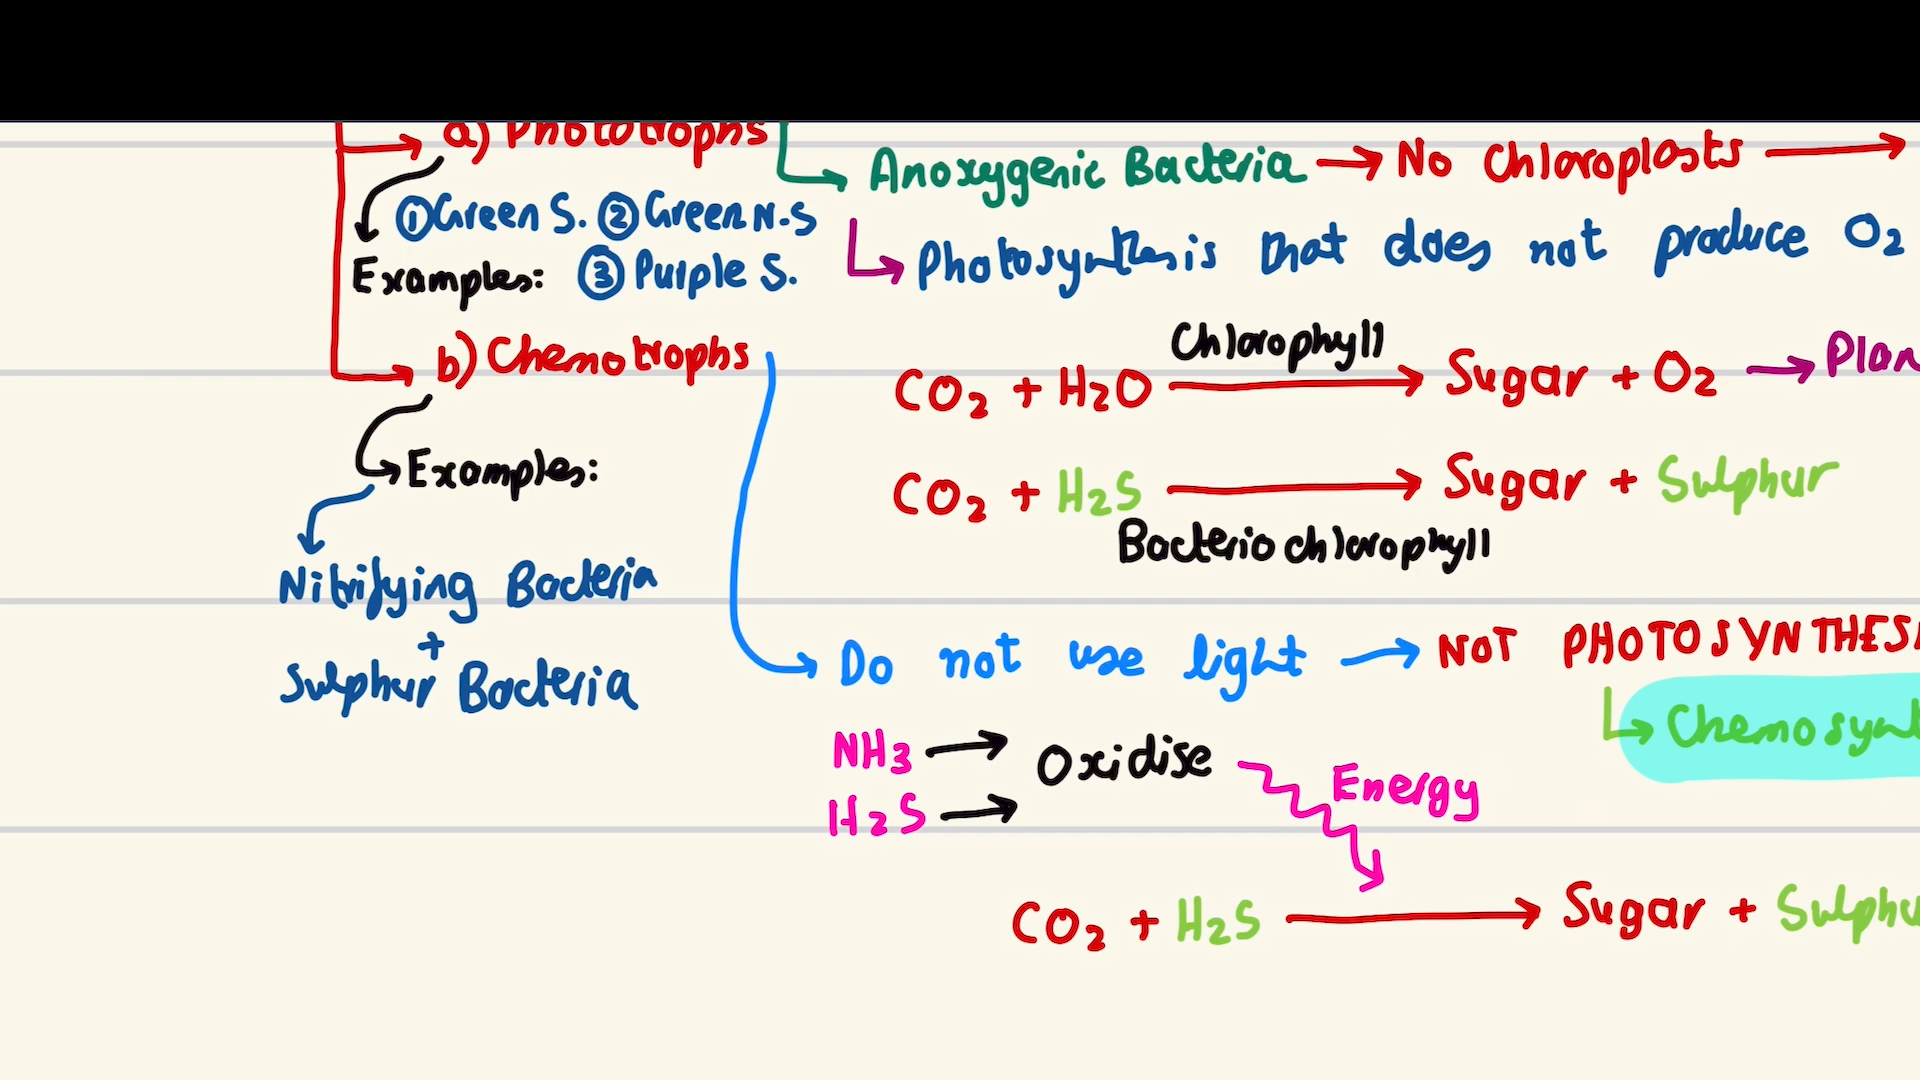 a) Phototrophs
Anoxygenic Bacteria → No Chloroplasts →
① Green S. ② Green N-S
Examples: ③ Purple S.
Photosynthesis that does not produce O2
b) Chemotrophs
Chlorophyll
CO2 + H2O → Sugar + O2 → Plan
Examples:
CO2 + H2S → Sugar + Sulphur
Bacteriochlorophyll
Nitrifying Bacteria
+
Sulphur Bacteria
Do not use light → NOT PHOTOSYNTHESI
Chemosynt
NH3 → Oxidise
H2S →
Energy
CO2 + H2S → Sugar + Sulphu